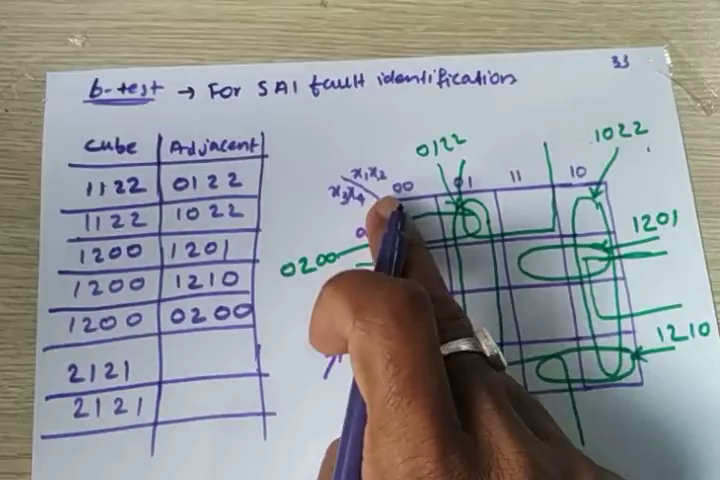 33
b-test → For SA1 fault identification
Cube Adjacent
1122 0122
1122 1022
1200 1201
1200 1210
1200 0200
2121
2121
0122
1022
x1x2
x3x4
00 01 11 10
0200
1201
1210